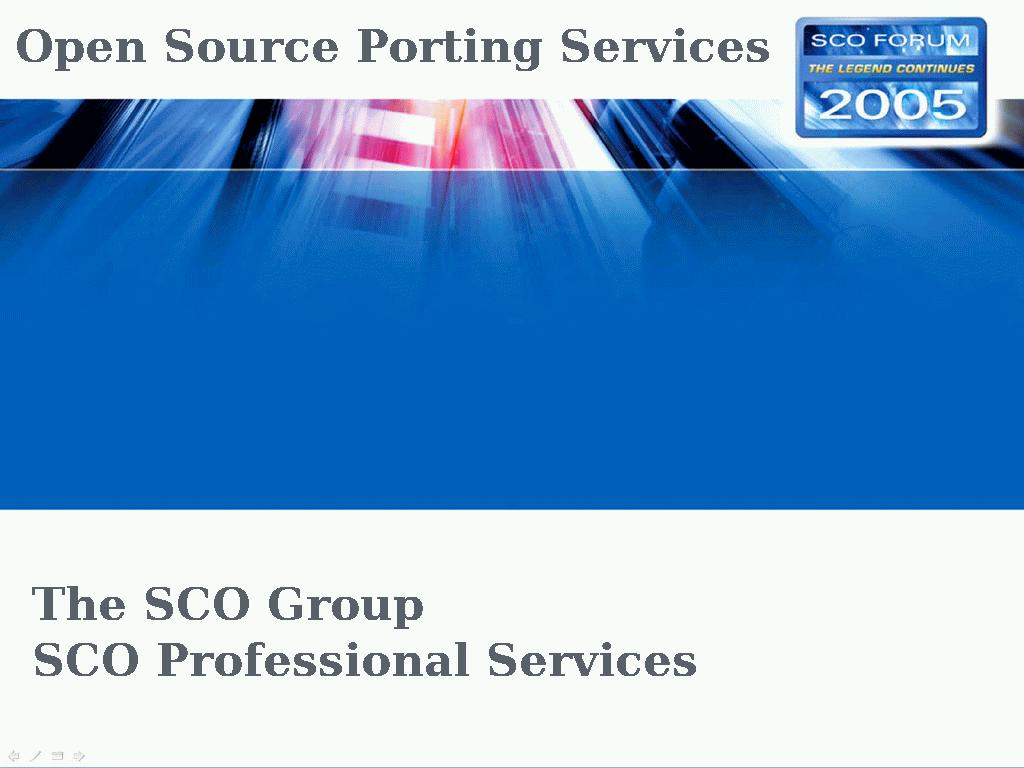 Open Source Porting Services
SCO FORUM
THE LEGEND CONTINUES
2005
The SCO Group
SCO Professional Services